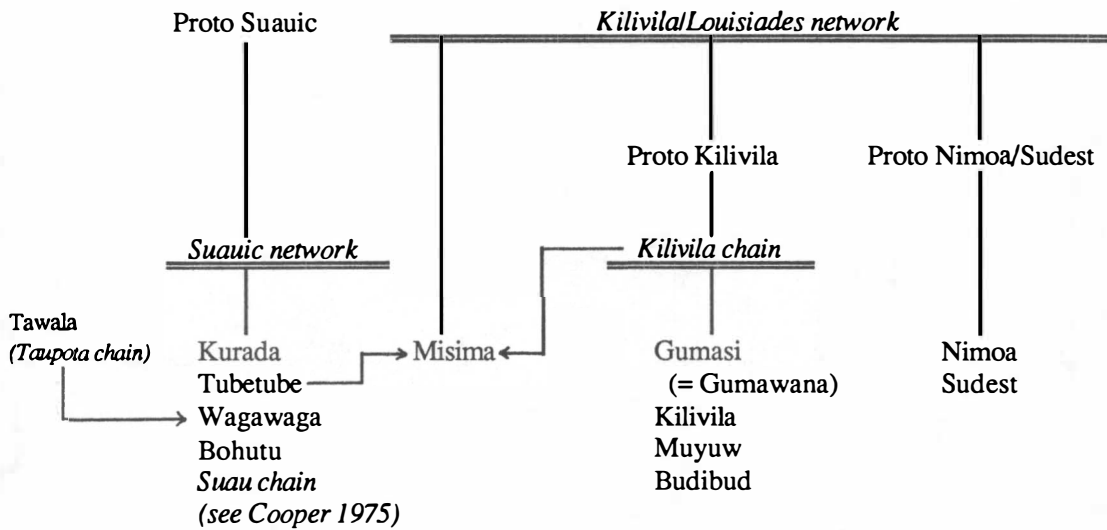 Proto Suauic
Kilivila/Louisiades network
Proto Kilivila
Proto Nimoa/Sudest
Suauic network
Kilivila chain
Tawala
(Taupota chain)
Kurada
Tubetube
Wagawaga
Bohutu
Suau chain
(see Cooper 1975)
Misima
Gumasi
(= Gumawana)
Kilivila
Muyuw
Budibud
Nimoa
Sudest